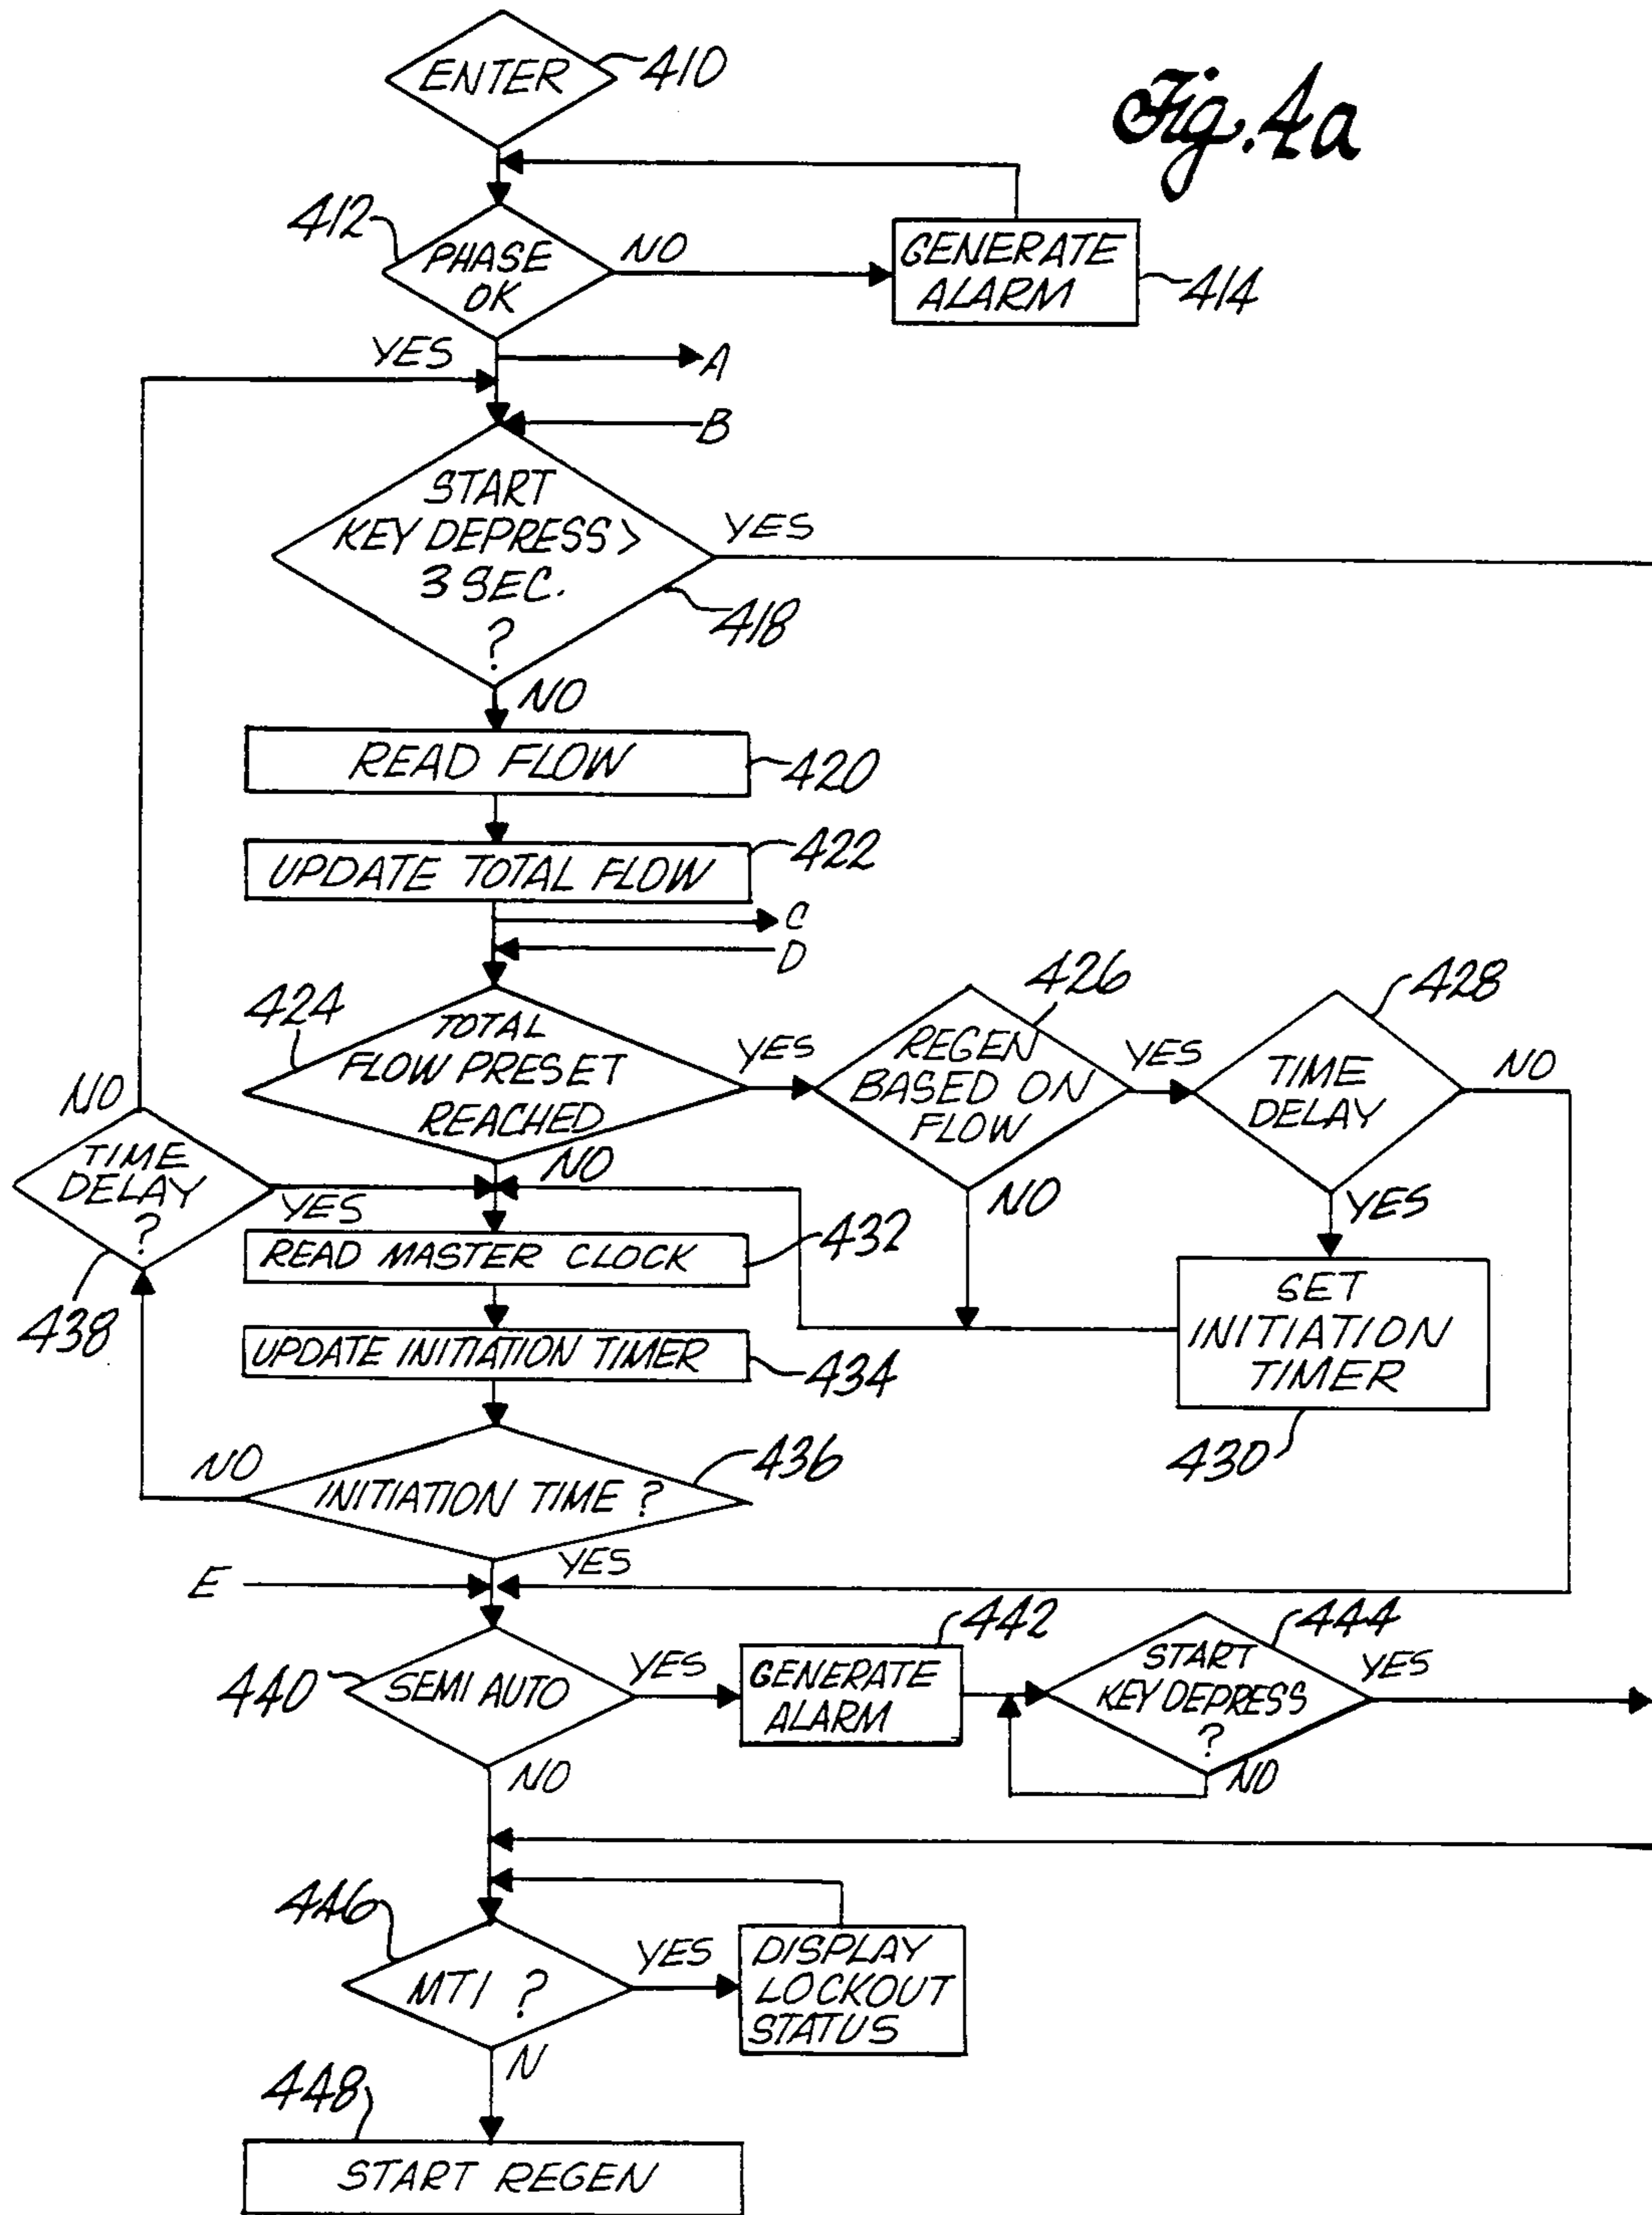 Fig. 4a
ENTER
410
412
PHASE
OK
NO
GENERATE
ALARM
414
YES
A
B
START
KEY DEPRESS >
3 SEC.
?
YES
418
NO
READ FLOW
420
UPDATE TOTAL FLOW
422
C
D
424
TOTAL
FLOW PRESET
REACHED
YES
NO
426
REGEN
BASED ON
FLOW
YES
NO
428
TIME
DELAY
NO
YES
SET
INITIATION
TIMER
430
NO
TIME
DELAY
?
YES
438
READ MASTER CLOCK
432
UPDATE INITIATION TIMER
434
INITIATION TIME ?
436
NO
YES
E
440
SEMI AUTO
YES
NO
442
GENERATE
ALARM
444
START
KEY DEPRESS
?
YES
NO
446
MTI ?
YES
DISPLAY
LOCKOUT
STATUS
N
448
START REGEN